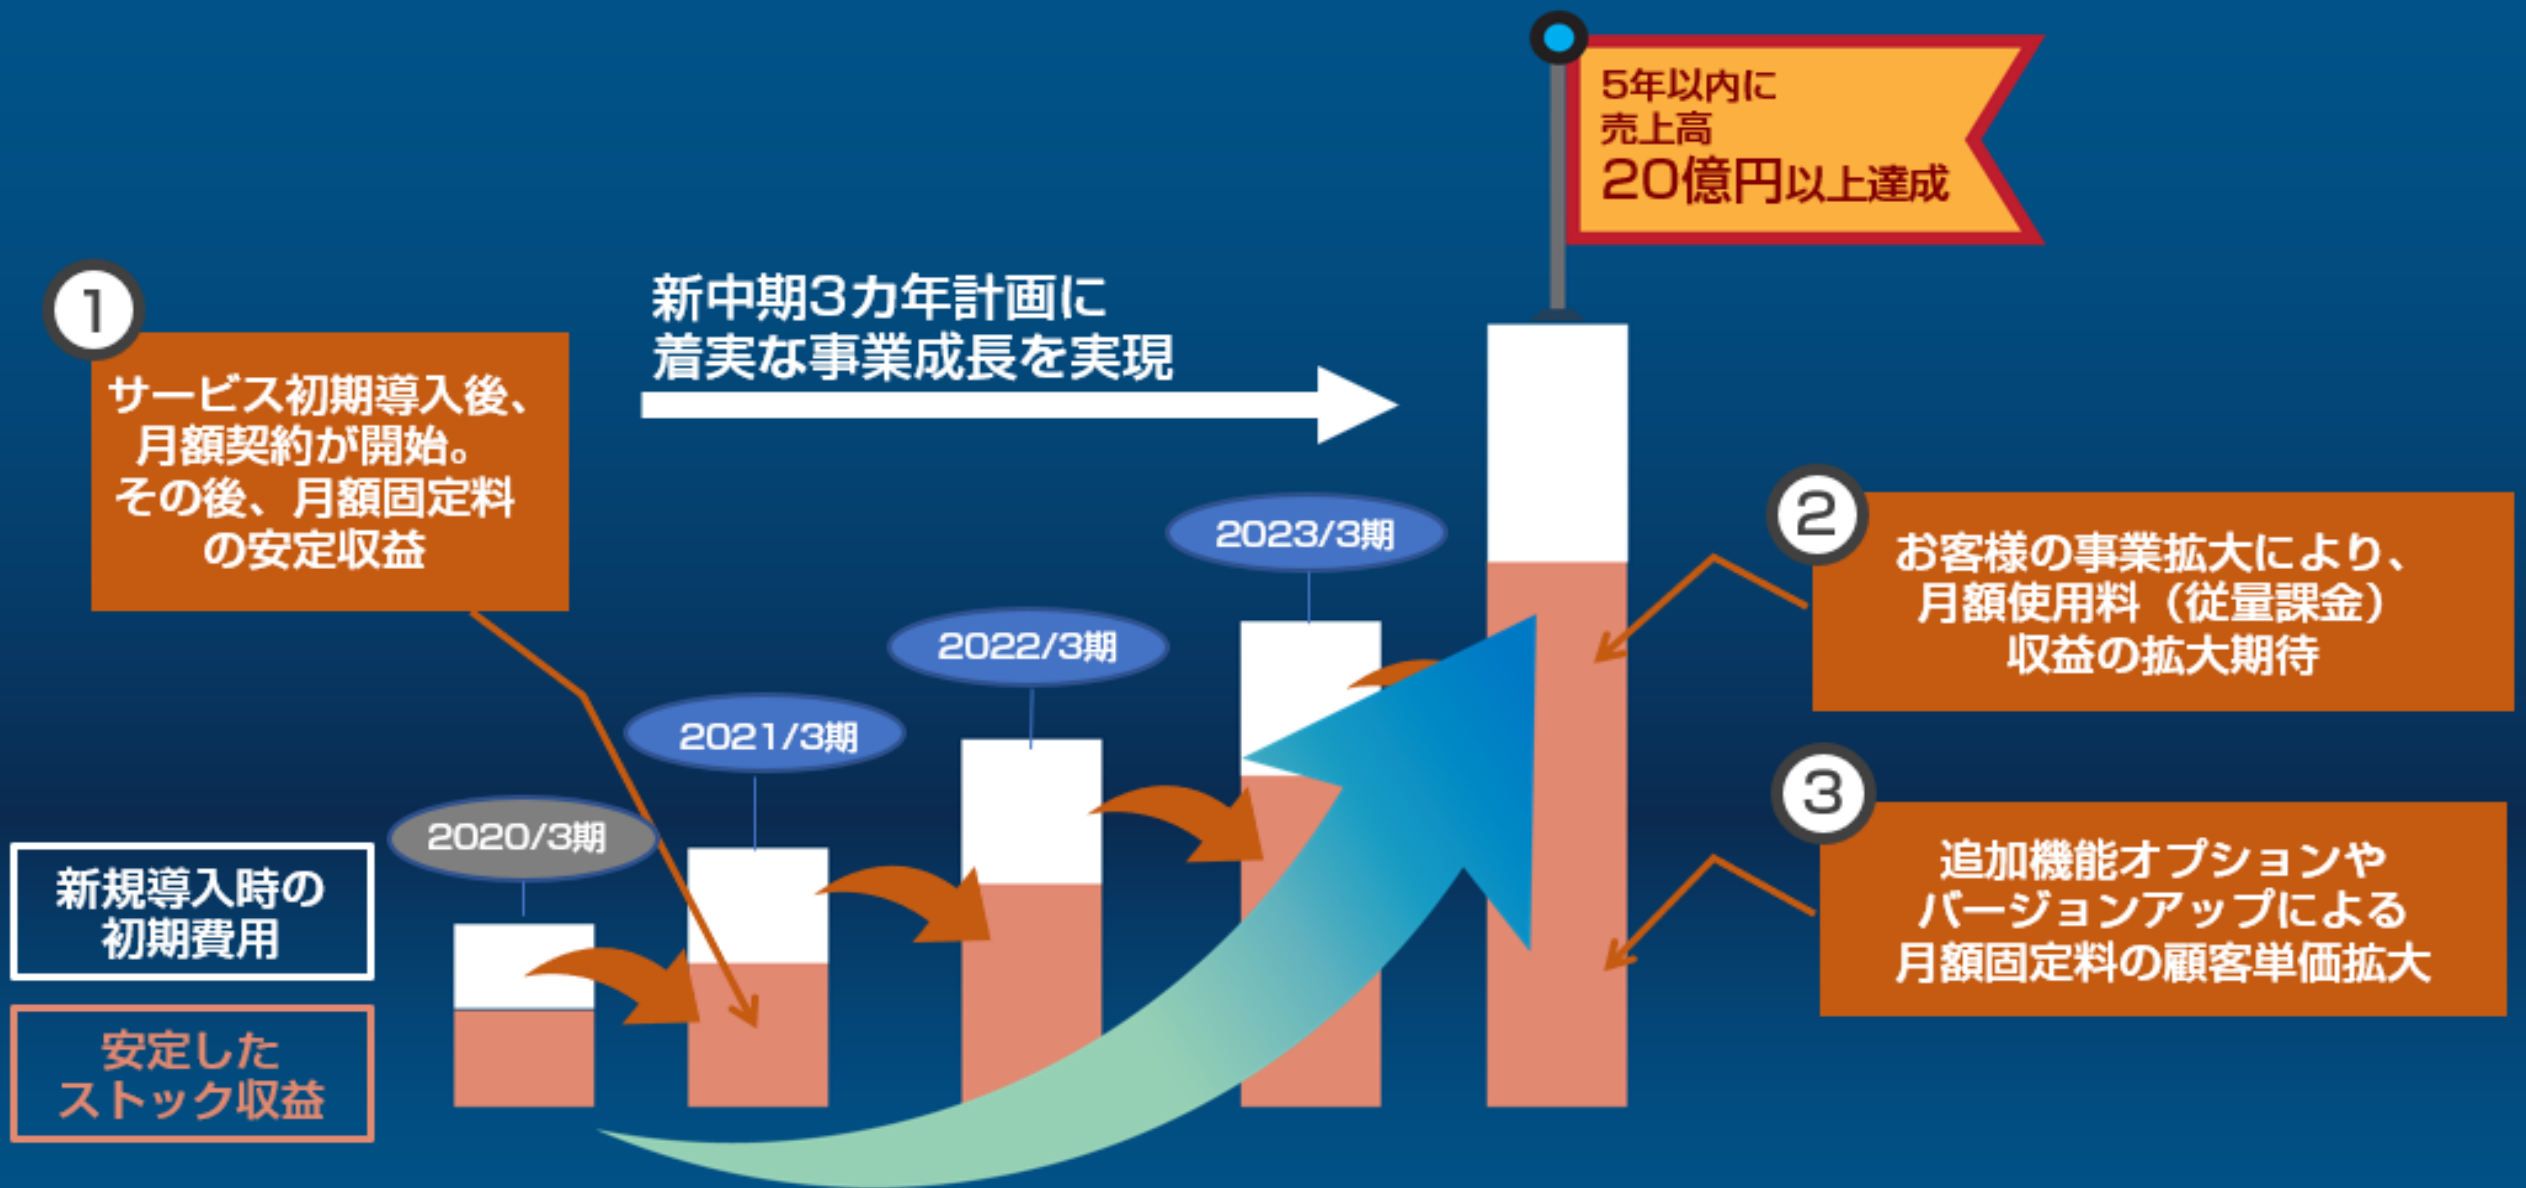 5年以内に
売上高
20億円以上達成
新中期3カ年計画に
着実な事業成長を実現
1
サービス初期導入後、
月額契約が開始。
その後、月額固定料
の安定収益
2023/3期
2
お客様の事業拡大により、
月額使用料（従量課金）
収益の拡大期待
2022/3期
2021/3期
2020/3期
3
追加機能オプションや
バージョンアップによる
月額固定料の顧客単価拡大
新規導入時の
初期費用
安定した
ストック収益